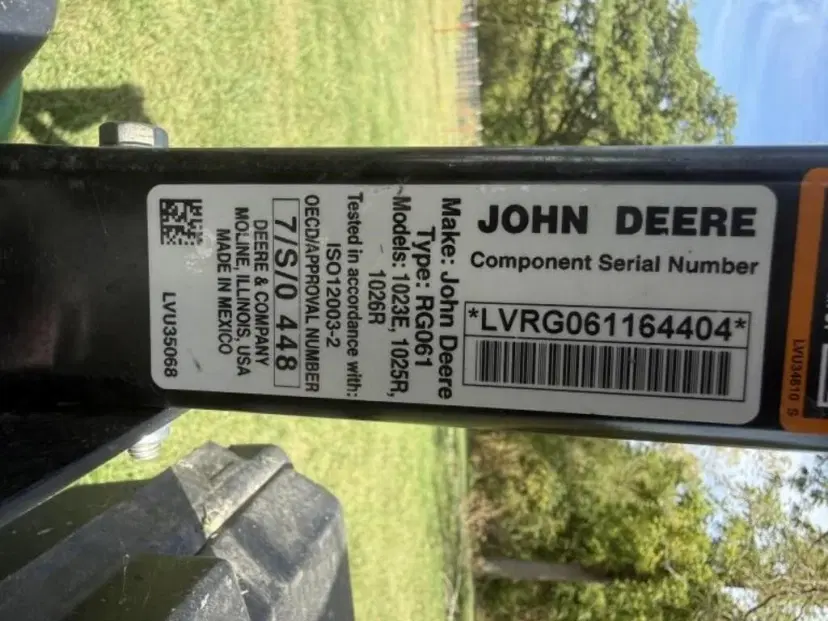 JOHN DEERE
Component Serial Number
*LVRG061164404*
Make: John Deere
Type: RG061
Models: 1023E, 1025R,
1026R
Tested in accordance with:
ISO12003-2
OECD/APPROVAL NUMBER
7/S/0 448
DEERE & COMPANY
MOLINE, ILLINOIS, USA
MADE IN MEXICO
LVU35068
LVU34610 S